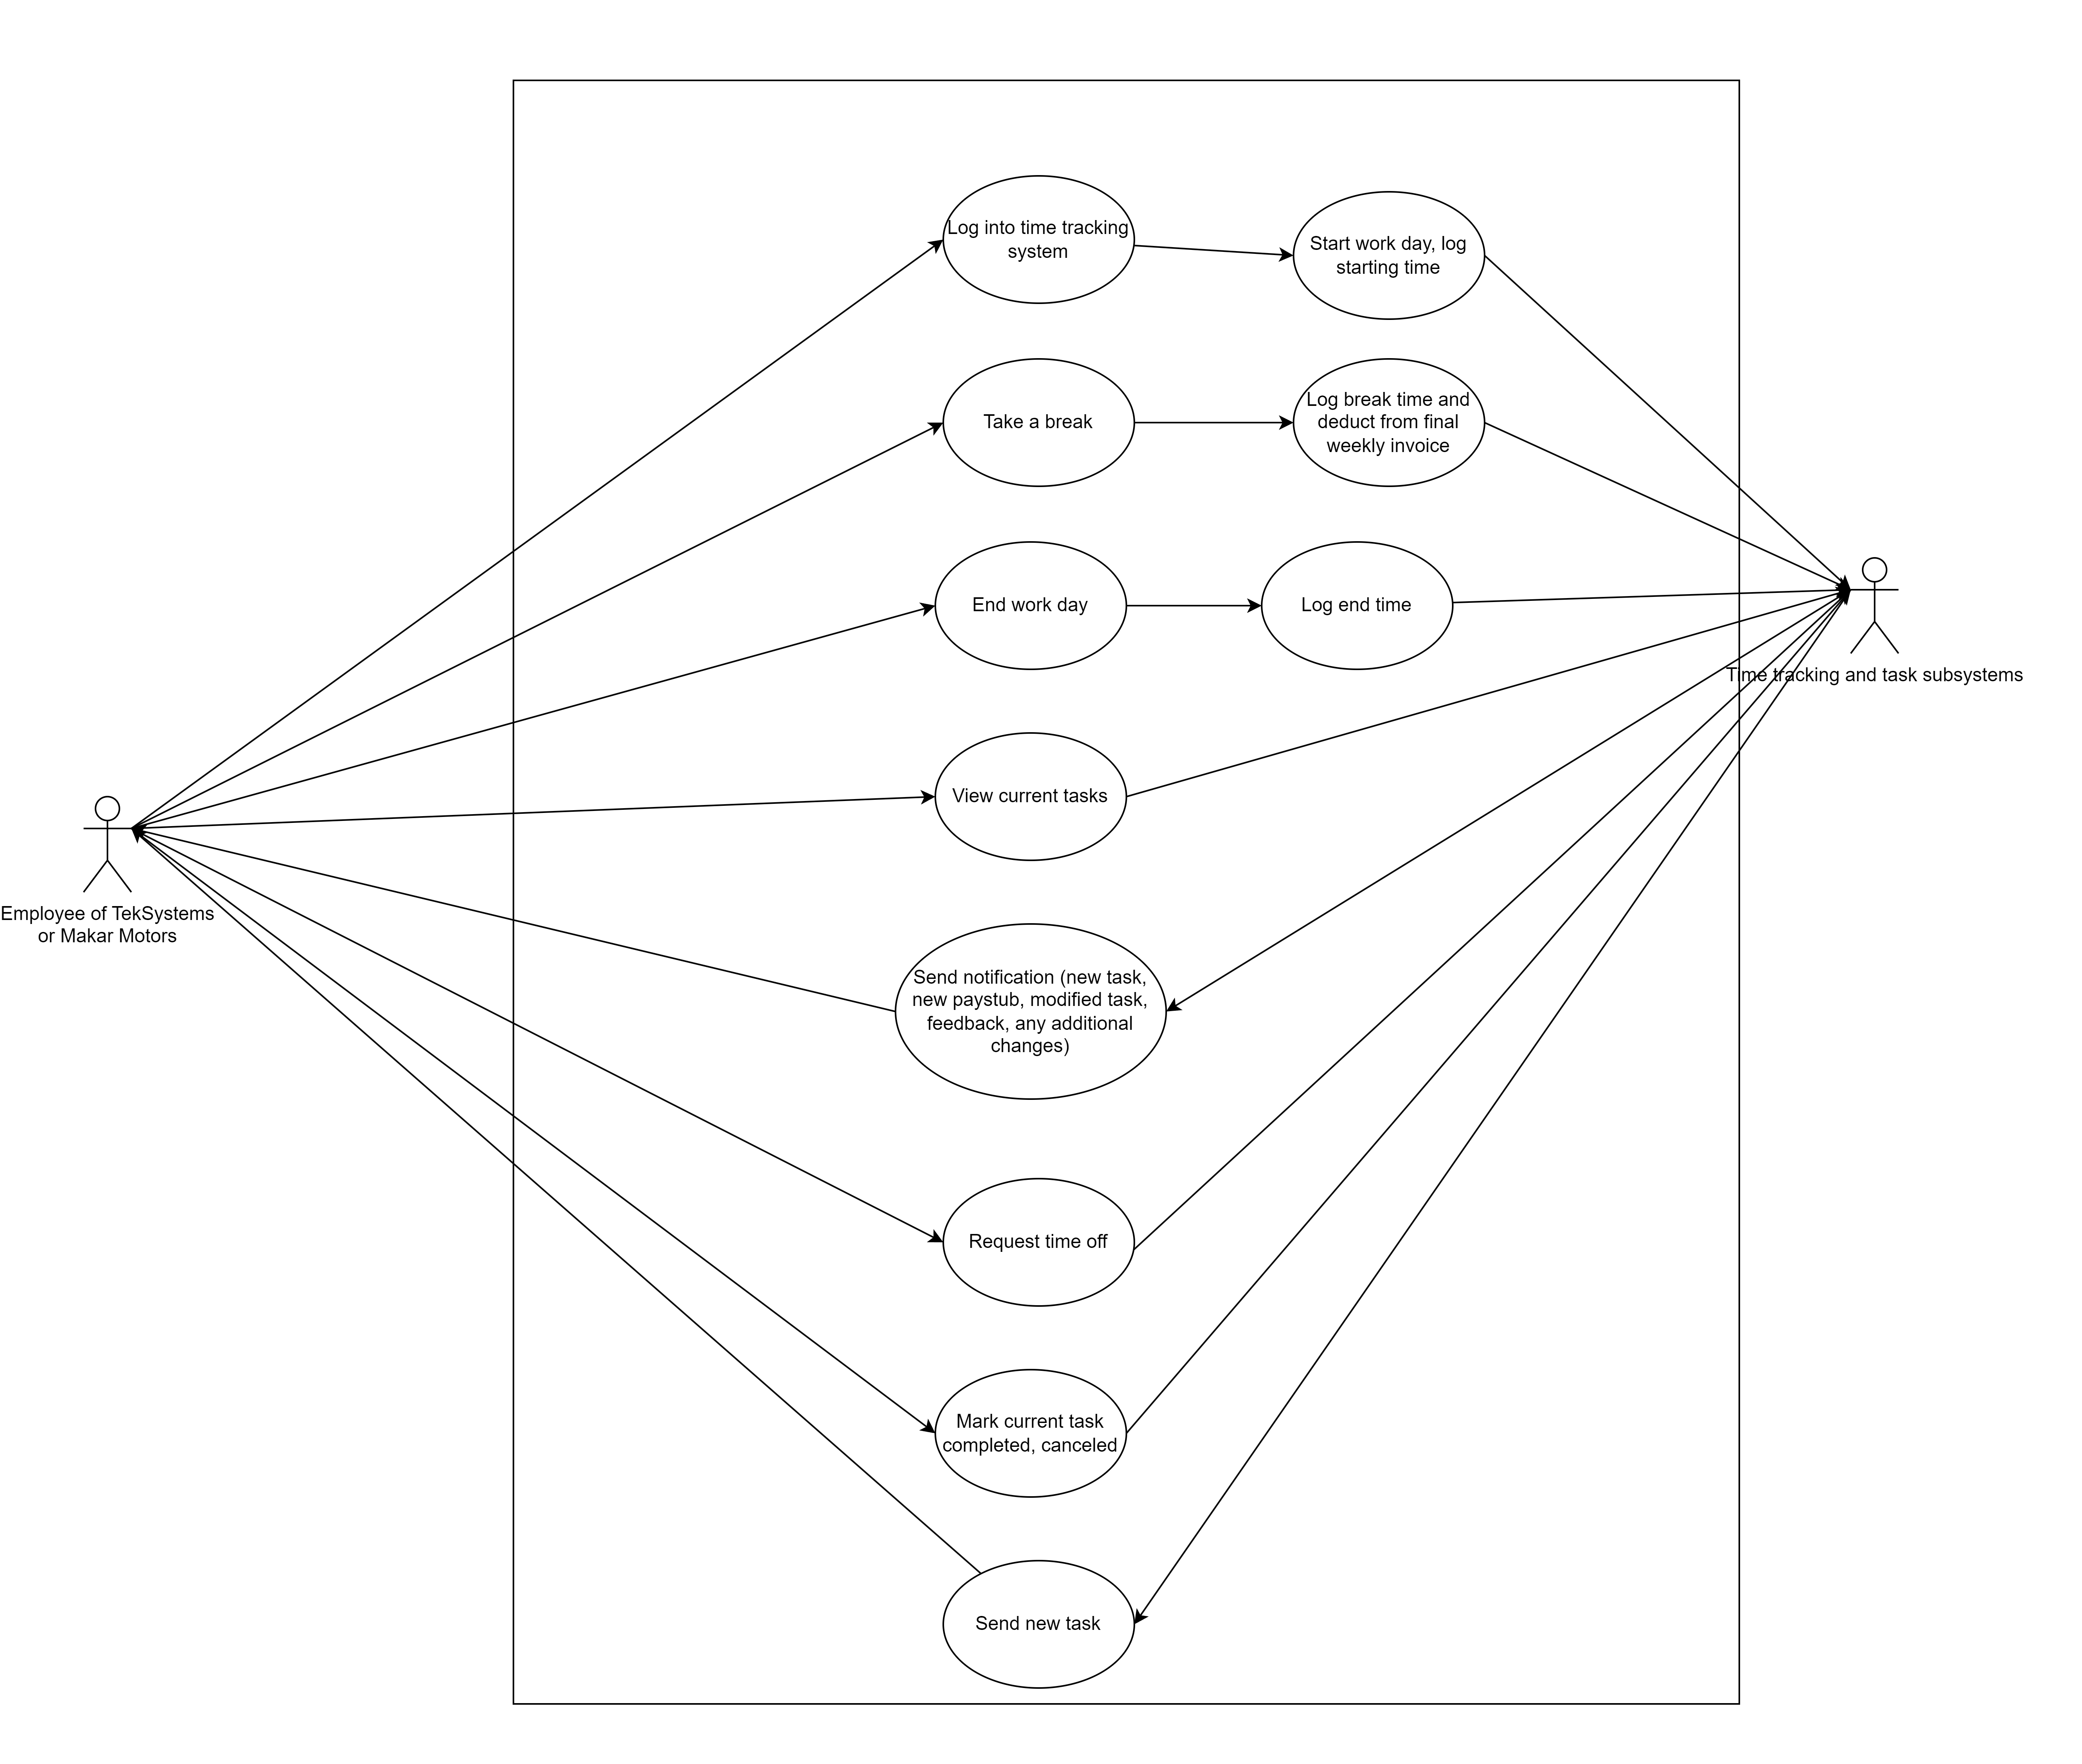 Log into time tracking
system
Start work day, log
starting time
Take a break
Log break time and
deduct from final
weekly invoice
End work day
Log end time
Time tracking and task subsystems
View current tasks
Employee of TekSystems
or Makar Motors
Send notification (new task,
new paystub, modified task,
feedback, any additional
changes)
Request time off
Mark current task
completed, canceled
Send new task